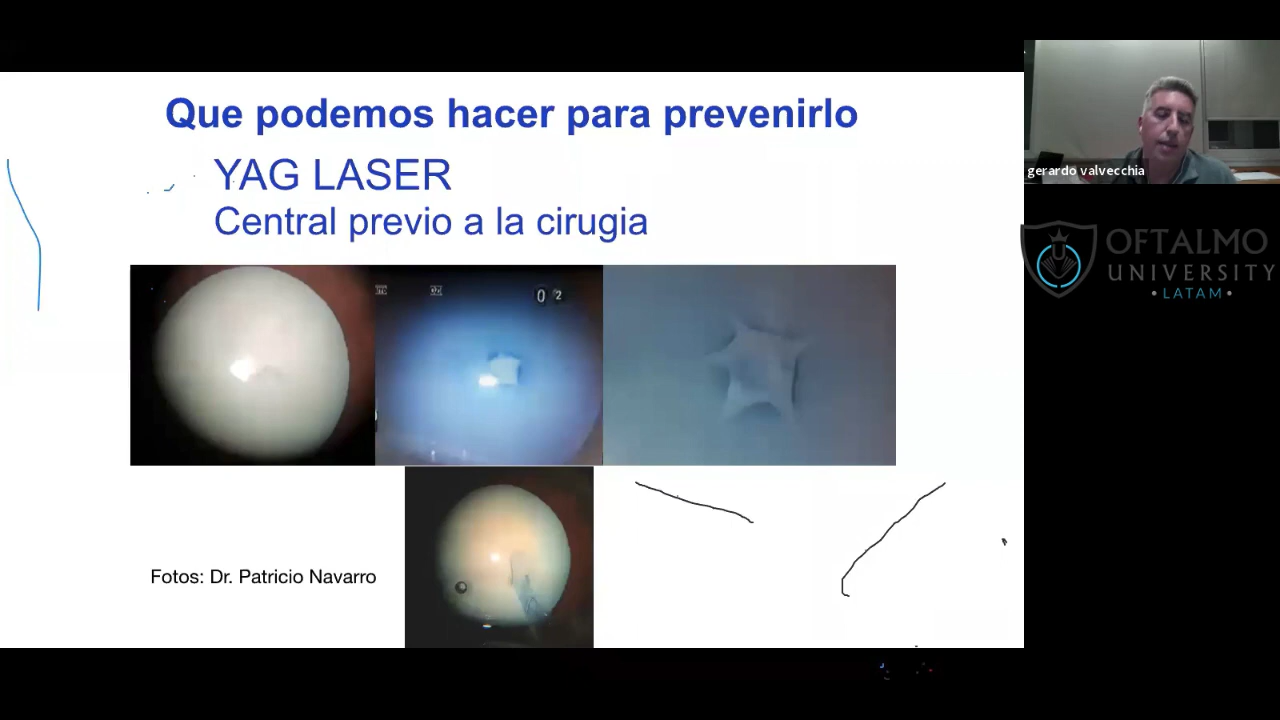 Que podemos hacer para prevenirlo
YAG LASER
Central previo a la cirugia
0 2
Fotos: Dr. Patricio Navarro
gerardo valvecchia
OFTALMO
UNIVERSITY
• LATAM •